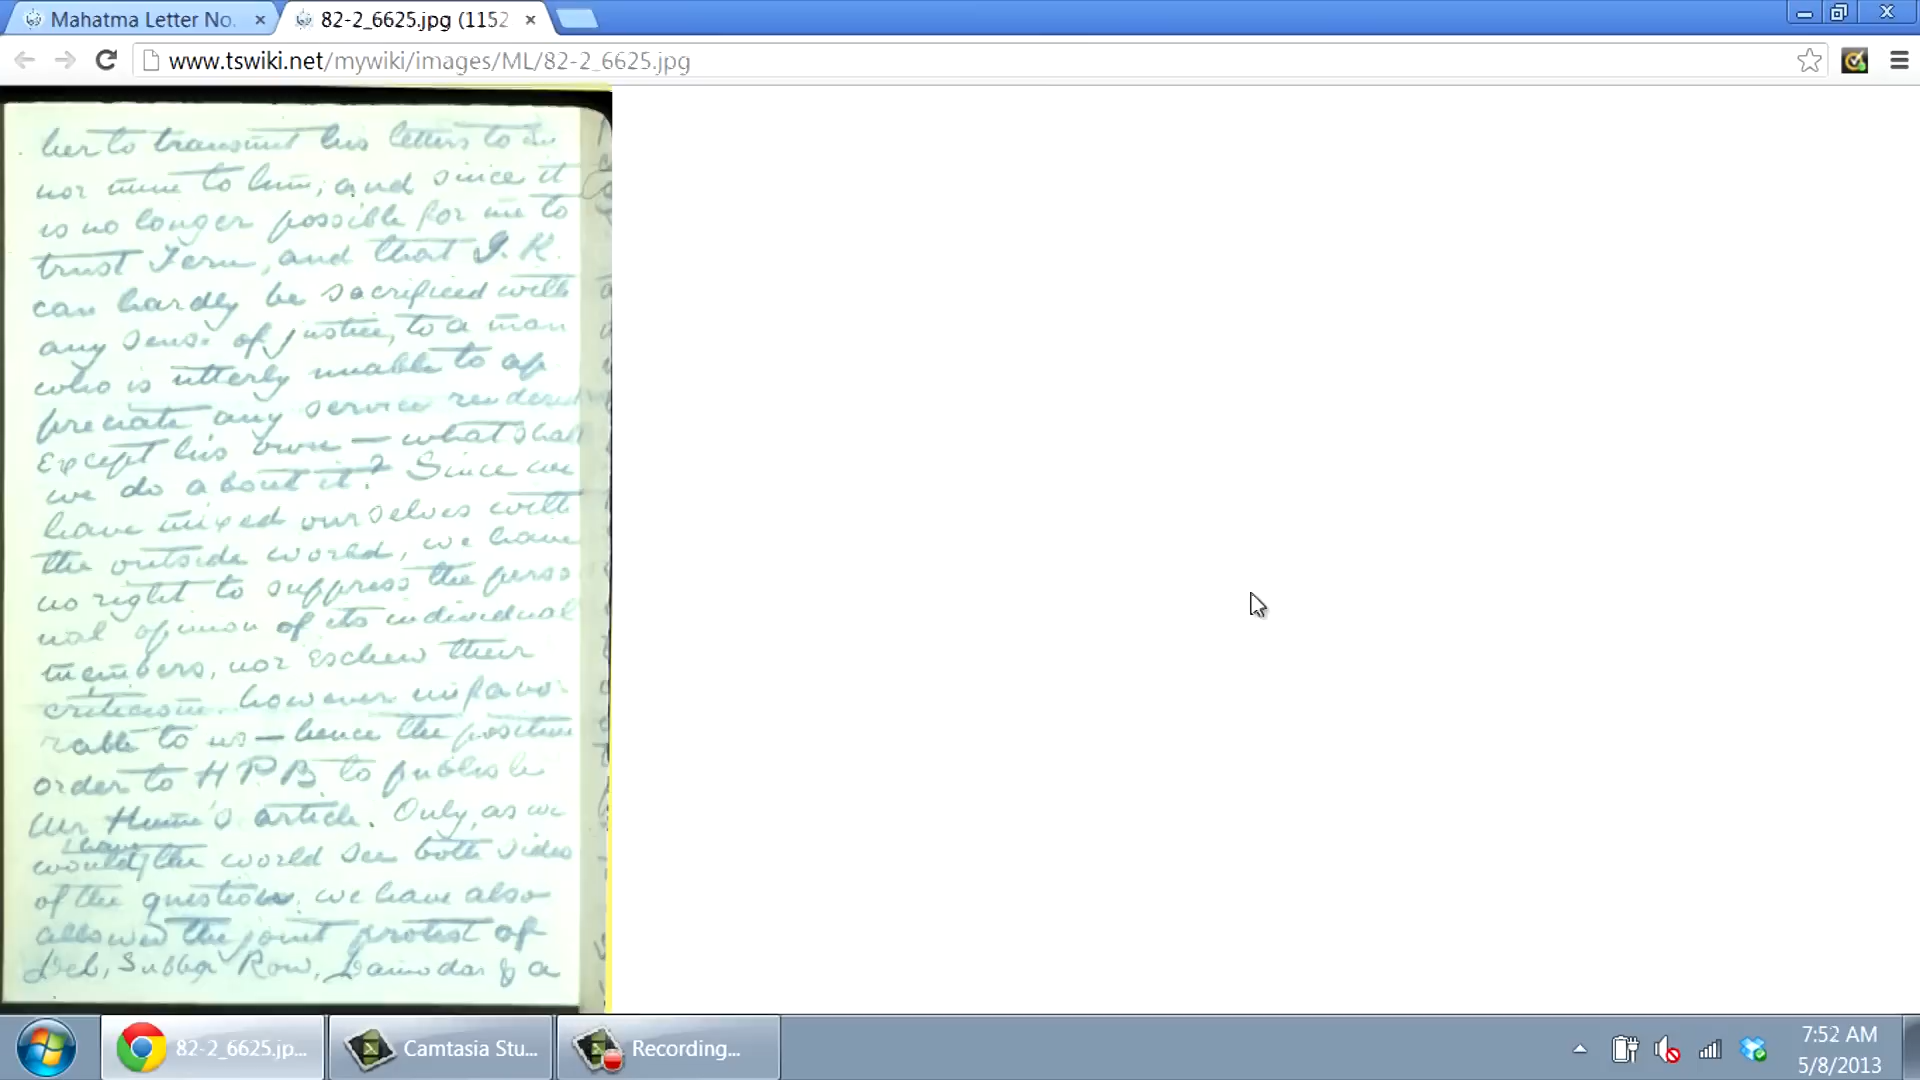 Mahatma Letter No.
82-2_6625.jpg (1152
www.tswiki.net/mywiki/images/ML/82-2_6625.jpg
her to transmit his letters to
nor mine to him; and since it
is no longer possible for me to
trust Fern, and that J. K.
can hardly be sacrificed with
any sense of justice, to a man
who is utterly unable to ap
preciate any service rendered
except his own — what shall
we do about it? Since we
have mixed ourselves with
the outside world, we have
no right to suppress the perso
nal opinion of its individual
members, nor eschew their
criticism. however unfavo
rable to us — hence the positive
order to H P B to publish
Mr Hume's article. Only, as we
have
would the world see both sides
of the question, we have also
allowed the joint protest of
Deb, Subba Row, Damodar & a
82-2_6625.jp...
Camtasia Stu...
Recording...
7:52 AM
5/8/2013